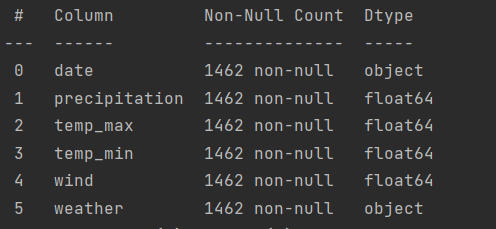 #   Column         Non-Null Count  Dtype
---  ------         --------------  -----
0   date           1462 non-null   object
1   precipitation  1462 non-null   float64
2   temp_max       1462 non-null   float64
3   temp_min       1462 non-null   float64
4   wind           1462 non-null   float64
5   weather        1462 non-null   object